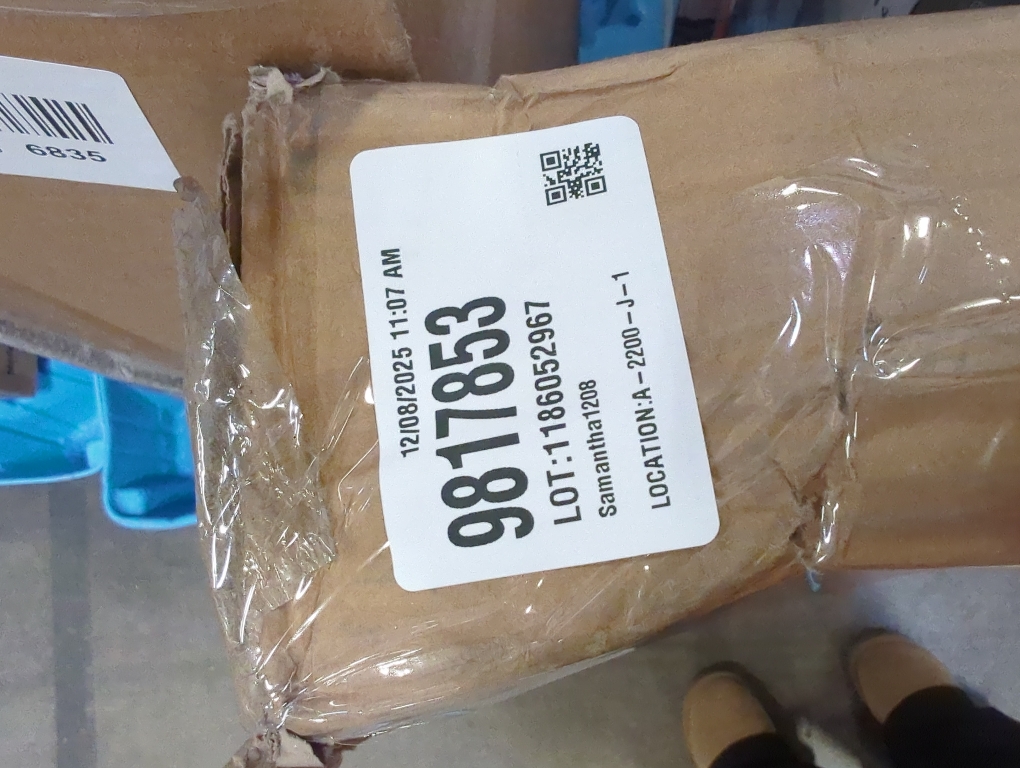 6835
12/08/2025 11:07 AM
9817853
LOT:1186052967
Samantha1208
LOCATION:A-2200-J-1